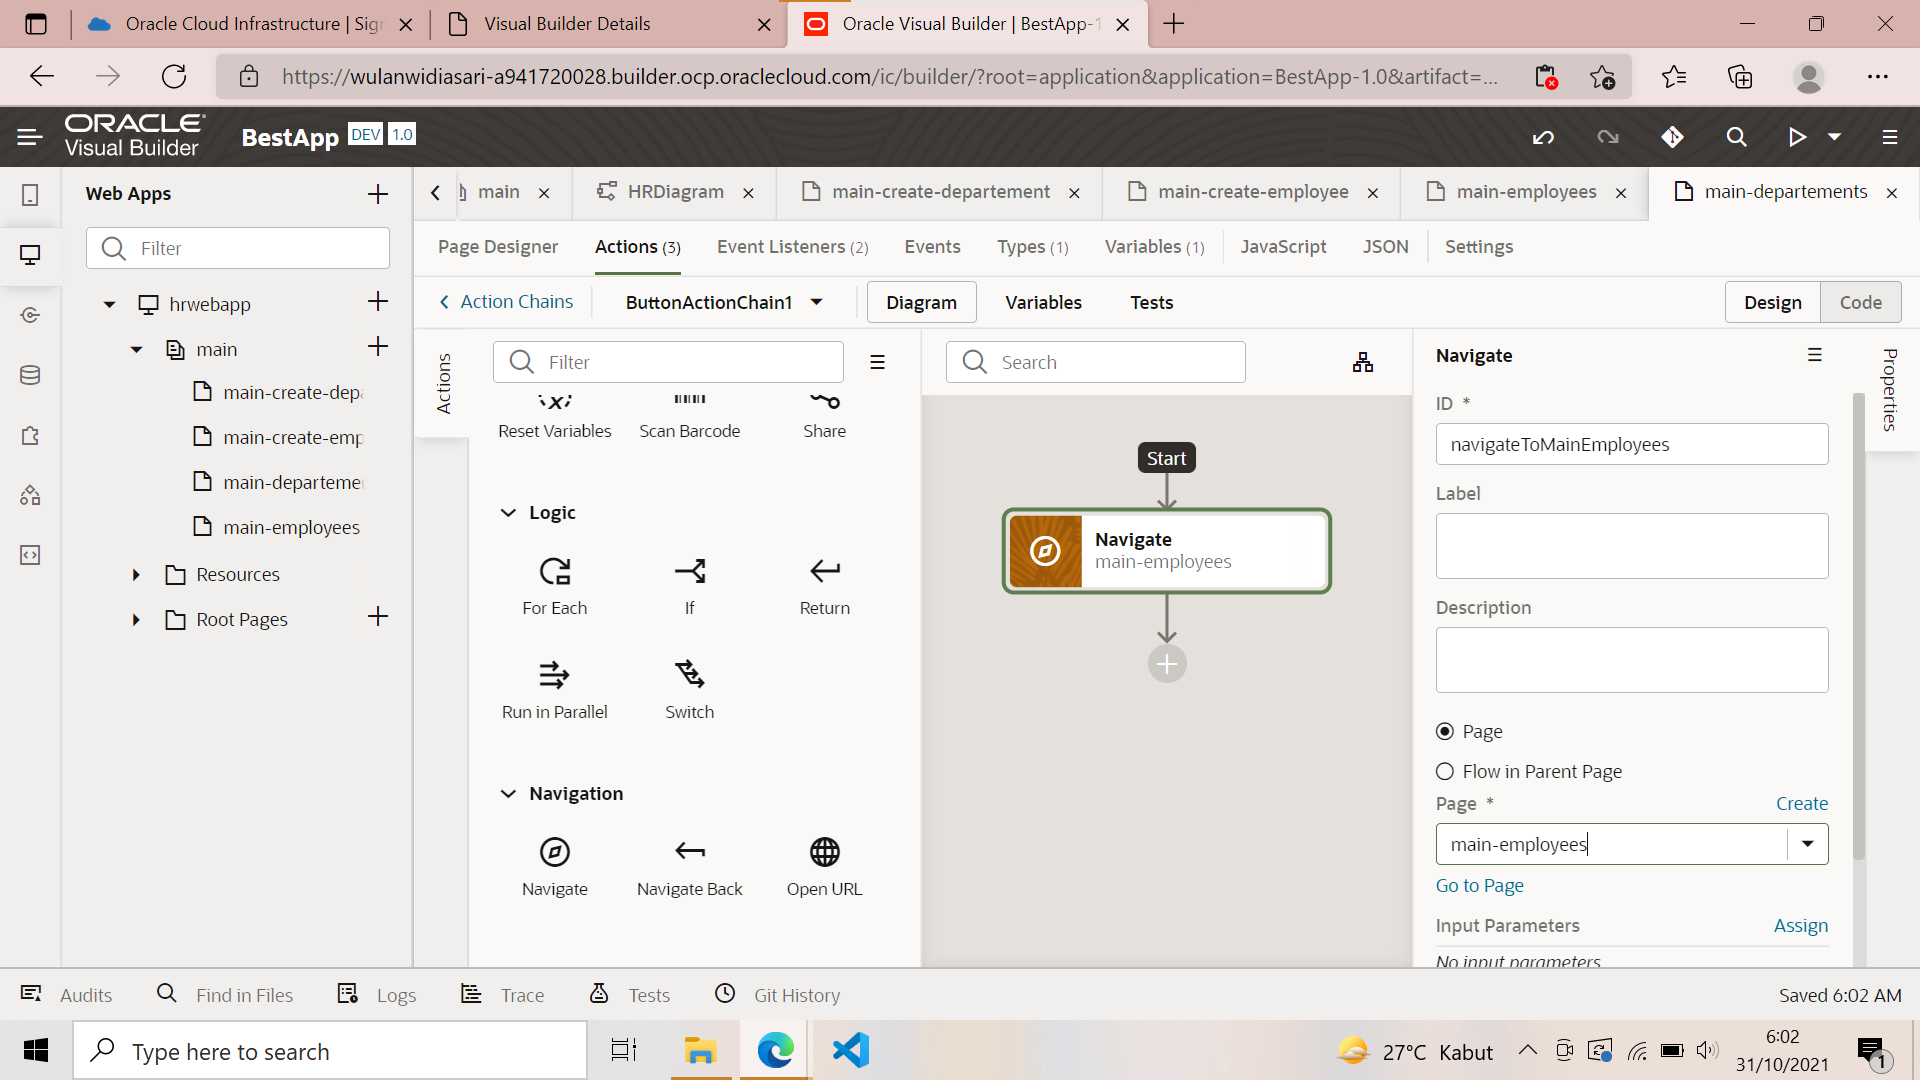 Oracle Cloud Infrastructure | Sign
Visual Builder Details
Oracle Visual Builder | BestApp-1
https://wulanwidiasari-a941720028.builder.ocp.oraclecloud.com/ic/builder/?root=application&application=BestApp-1.0&artifact=...
ORACLE
Visual Builder
BestApp DEV 1.0
Web Apps
Filter
hrwebapp
main
main-create-depa
main-create-emp
main-departemen
main-employees
Resources
Root Pages
main
HRDiagram
main-create-departement
main-create-employee
main-employees
main-departements
Page Designer
Actions (3)
Event Listeners (2)
Events
Types (1)
Variables (1)
JavaScript
JSON
Settings
Action Chains
ButtonActionChain1
Diagram
Variables
Tests
Design
Code
Actions
Filter
Reset Variables
Scan Barcode
Share
Logic
For Each
If
Return
Run in Parallel
Switch
Navigation
Navigate
Navigate Back
Open URL
Search
Start
Navigate
main-employees
Navigate
Properties
ID *
navigateToMainEmployees
Label
Description
Page
Flow in Parent Page
Page *
Create
main-employees
Go to Page
Input Parameters
Assign
No input parameters
Audits
Find in Files
Logs
Trace
Tests
Git History
Saved 6:02 AM
Type here to search
27°C Kabut
6:02
31/10/2021
1